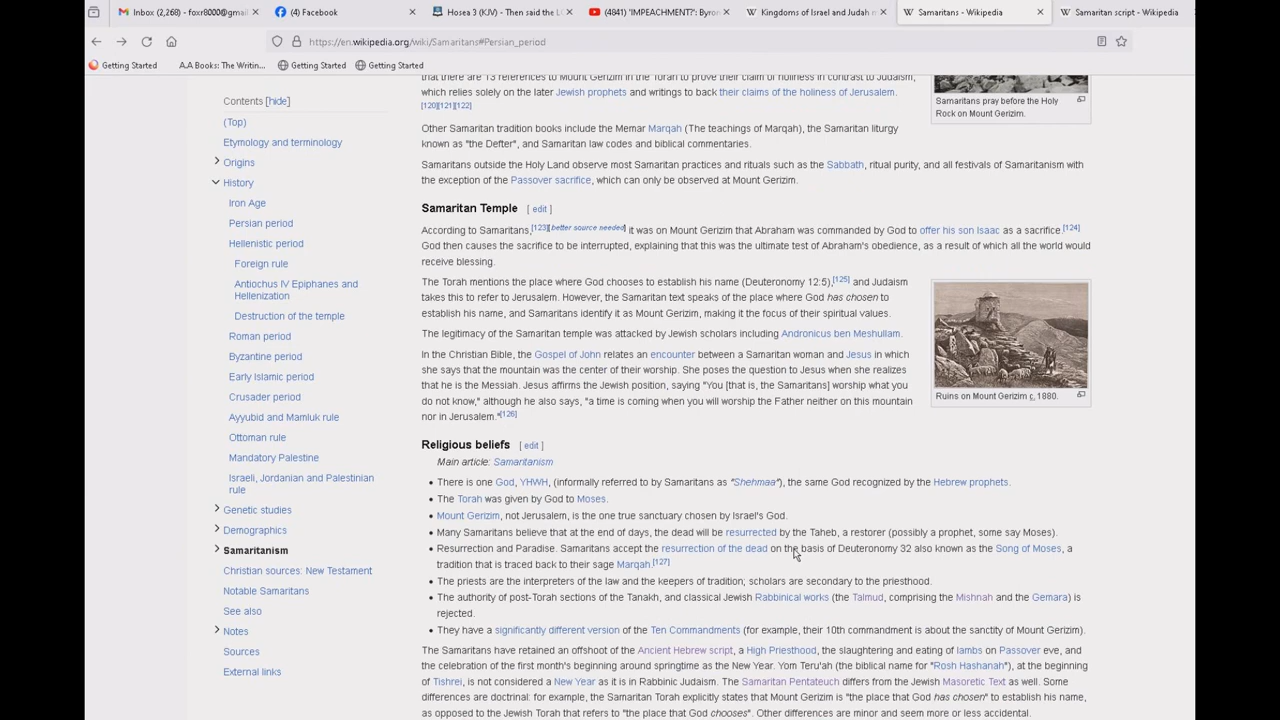 Inbox (2,268) - foxr8000@gmail
(4) Facebook
Hosea 3 (KJV) - Then said the L
(4841) "IMPEACHMENT?': Byron
Kingdoms of Israel and Judah m
Samaritans - Wikipedia
Samaritan script - Wikipedia
https://en.wikipedia.org/wiki/Samaritans#Persian_period
Getting Started
A.A Books: The Writin...
Getting Started
Getting Started
Contents [hide]
(Top)
Etymology and terminology
Origins
History
Iron Age
Persian period
Hellenistic period
Foreign rule
Antiochus IV Epiphanes and
Hellenization
Destruction of the temple
Roman period
Byzantine period
Early Islamic period
Crusader period
Ayyubid and Mamluk rule
Ottoman rule
Mandatory Palestine
Israeli, Jordanian and Palestinian
rule
Genetic studies
Demographics
Samaritanism
Christian sources: New Testament
Notable Samaritans
See also
Notes
Sources
External links
that there are 13 references to Mount Gerizim in the Torah to prove their claim of holiness in contrast to Judaism,
which relies solely on the later Jewish prophets and writings to back their claims of the holiness of Jerusalem.
[120][121][122]
Other Samaritan tradition books include the Memar Marqah (The teachings of Marqah), the Samaritan liturgy
known as "the Defter", and Samaritan law codes and biblical commentaries.
Samaritans outside the Holy Land observe most Samaritan practices and rituals such as the Sabbath, ritual purity, and all festivals of Samaritanism with
the exception of the Passover sacrifice, which can only be observed at Mount Gerizim.
Samaritans pray before the Holy
Rock on Mount Gerizim.
Samaritan Temple [ edit ]
According to Samaritans,[123][better source needed] it was on Mount Gerizim that Abraham was commanded by God to offer his son Isaac as a sacrifice.[124]
God then causes the sacrifice to be interrupted, explaining that this was the ultimate test of Abraham's obedience, as a result of which all the world would
receive blessing.
The Torah mentions the place where God chooses to establish his name (Deuteronomy 12:5),[125] and Judaism
takes this to refer to Jerusalem. However, the Samaritan text speaks of the place where God has chosen to
establish his name, and Samaritans identify it as Mount Gerizim, making it the focus of their spiritual values.
The legitimacy of the Samaritan temple was attacked by Jewish scholars including Andronicus ben Meshullam.
In the Christian Bible, the Gospel of John relates an encounter between a Samaritan woman and Jesus in which
she says that the mountain was the center of their worship. She poses the question to Jesus when she realizes
that he is the Messiah. Jesus affirms the Jewish position, saying "You [that is, the Samaritans] worship what you
do not know," although he also says, "a time is coming when you will worship the Father neither on this mountain
nor in Jerusalem."[126]
Ruins on Mount Gerizim c. 1880.
Religious beliefs [ edit ]
Main article: Samaritanism
• There is one God, YHWH, (informally referred to by Samaritans as "Shehmaa"), the same God recognized by the Hebrew prophets.
• The Torah was given by God to Moses.
• Mount Gerizim, not Jerusalem, is the one true sanctuary chosen by Israel's God.
• Many Samaritans believe that at the end of days, the dead will be resurrected by the Taheb, a restorer (possibly a prophet, some say Moses).
• Resurrection and Paradise. Samaritans accept the resurrection of the dead on the basis of Deuteronomy 32 also known as the Song of Moses, a
tradition that is traced back to their sage Marqah.[127]
• The priests are the interpreters of the law and the keepers of tradition; scholars are secondary to the priesthood.
• The authority of post-Torah sections of the Tanakh, and classical Jewish Rabbinical works (the Talmud, comprising the Mishnah and the Gemara) is
rejected.
• They have a significantly different version of the Ten Commandments (for example, their 10th commandment is about the sanctity of Mount Gerizim).
The Samaritans have retained an offshoot of the Ancient Hebrew script, a High Priesthood, the slaughtering and eating of lambs on Passover eve, and
the celebration of the first month's beginning around springtime as the New Year. Yom Teru'ah (the biblical name for "Rosh Hashanah"), at the beginning
of Tishrei, is not considered a New Year as it is in Rabbinic Judaism. The Samaritan Pentateuch differs from the Jewish Masoretic Text as well. Some
differences are doctrinal: for example, the Samaritan Torah explicitly states that Mount Gerizim is "the place that God has chosen" to establish his name,
as opposed to the Jewish Torah that refers to "the place that God chooses". Other differences are minor and seem more or less accidental.